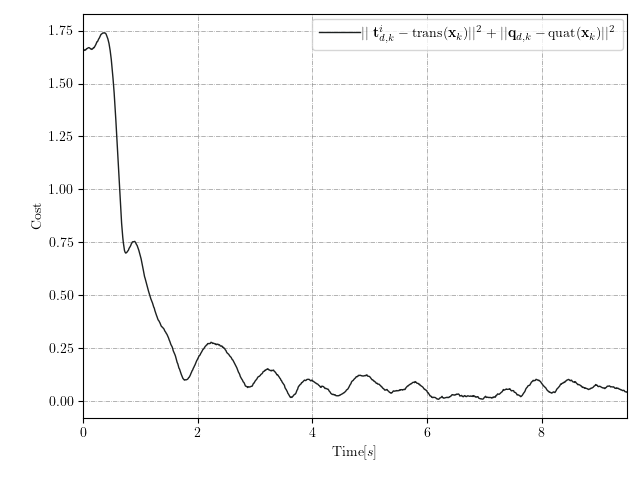 || t^i_{d,k} − trans(x_k)||² + ||q_{d,k} − quat(x_k)||²
1.75
1.50
1.25
1.00
0.75
0.50
0.25
0.00
Cost
0 2 4 6 8
Time[s]